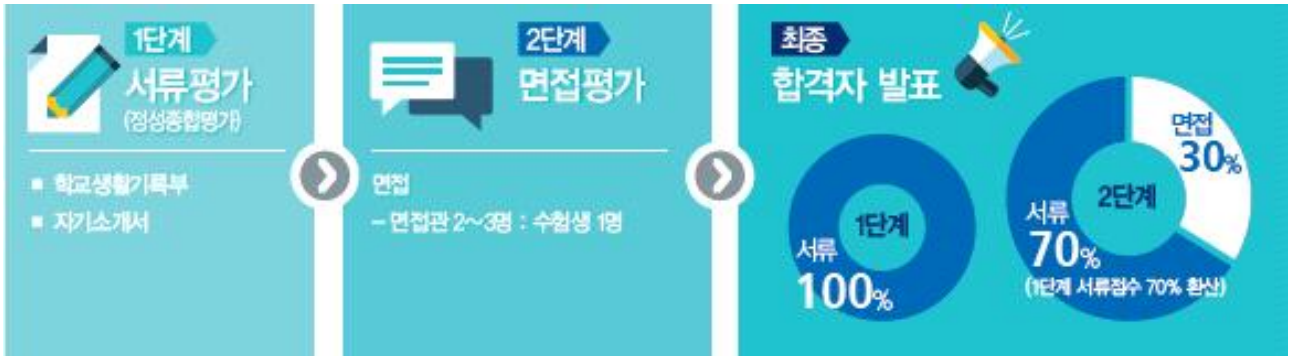 1단계
서류평가
(정성종합평가)
■ 학교생활기록부
■ 자기소개서
2단계
면접평가
면접
– 면접관 2~3명 : 수험생 1명
최종
합격자 발표
1단계
서류
100%
면접
30%
2단계
서류
70%
(1단계 서류점수 70% 환산)